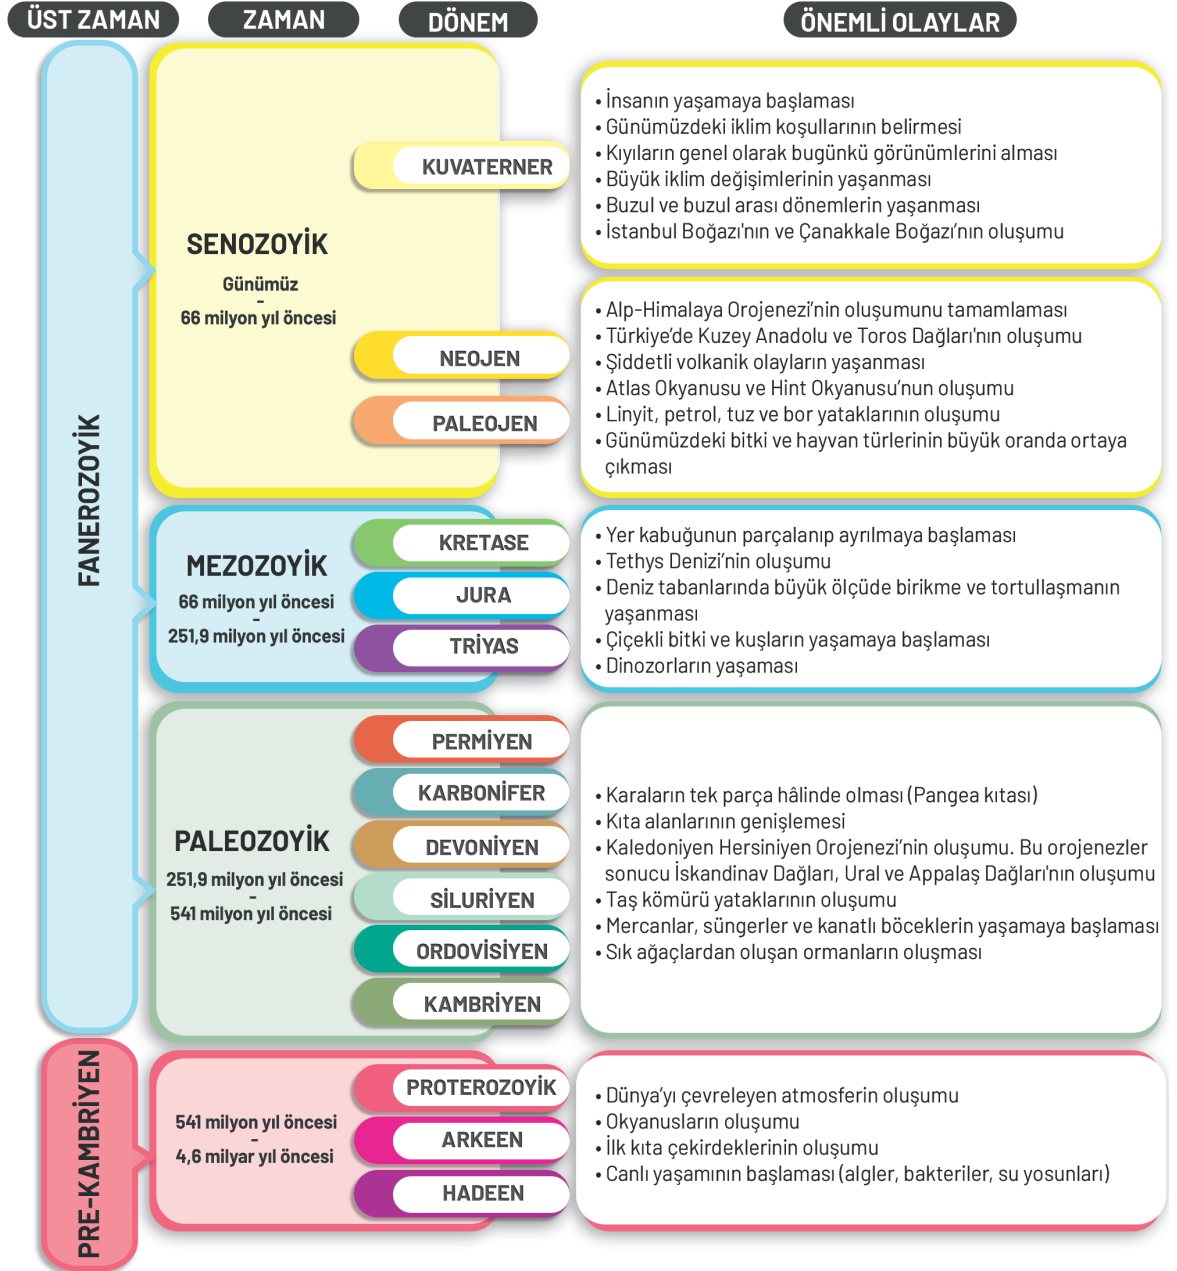 ÜST ZAMAN
ZAMAN
DÖNEM
ÖNEMLİ OLAYLAR
FANEROZOYİK
SENOZOYİK
Günümüz
-
66 milyon yıl öncesi
KUVATERNER
• İnsanın yaşamaya başlaması
• Günümüzdeki iklim koşullarının belirmesi
• Kıyıların genel olarak bugünkü görünümlerini alması
• Büyük iklim değişimlerinin yaşanması
• Buzul ve buzul arası dönemlerin yaşanması
• İstanbul Boğazı'nın ve Çanakkale Boğazı’nın oluşumu
NEOJEN
PALEOJEN
• Alp-Himalaya Orojenezi’nin oluşumunu tamamlaması
• Türkiye’de Kuzey Anadolu ve Toros Dağları'nın oluşumu
• Şiddetli volkanik olayların yaşanması
• Atlas Okyanusu ve Hint Okyanusu’nun oluşumu
• Linyit, petrol, tuz ve bor yataklarının oluşumu
• Günümüzdeki bitki ve hayvan türlerinin büyük oranda ortaya
çıkması
MEZOZOYİK
66 milyon yıl öncesi
-
251,9 milyon yıl öncesi
KRETASE
JURA
TRİYAS
• Yer kabuğunun parçalanıp ayrılmaya başlaması
• Tethys Denizi’nin oluşumu
• Deniz tabanlarında büyük ölçüde birikme ve tortullaşmanın
yaşanması
• Çiçekli bitki ve kuşların yaşamaya başlaması
• Dinozorların yaşaması
PALEOZOYİK
251,9 milyon yıl öncesi
-
541 milyon yıl öncesi
PERMİYEN
KARBONİFER
DEVONİYEN
SİLURİYEN
ORDOVİSİYEN
KAMBRİYEN
• Karaların tek parça hâlinde olması (Pangea kıtası)
• Kıta alanlarının genişlemesi
• Kaledoniyen Hersiniyen Orojenezi’nin oluşumu. Bu orojenezler
sonucu İskandinav Dağları, Ural ve Appalaş Dağları'nın oluşumu
• Taş kömürü yataklarının oluşumu
• Mercanlar, süngerler ve kanatlı böceklerin yaşamaya başlaması
• Sık ağaçlardan oluşan ormanların oluşması
PRE-KAMBRİYEN
541 milyon yıl öncesi
-
4,6 milyar yıl öncesi
PROTEROZOYİK
ARKEEN
HADEEN
• Dünya’yı çevreleyen atmosferin oluşumu
• Okyanusların oluşumu
• İlk kıta çekirdeklerinin oluşumu
• Canlı yaşamının başlaması (algler, bakteriler, su yosunları)